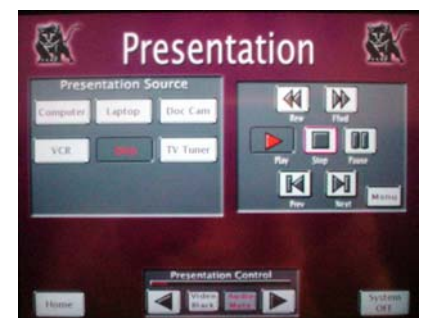 Presentation
Presentation Source
Computer Laptop Doc Cam
VCR TV Tuner
Rew Ffwd
Play Stop Pause
Prev Next Menu
Presentation Control
Home Video Black Audio Mute System OFF